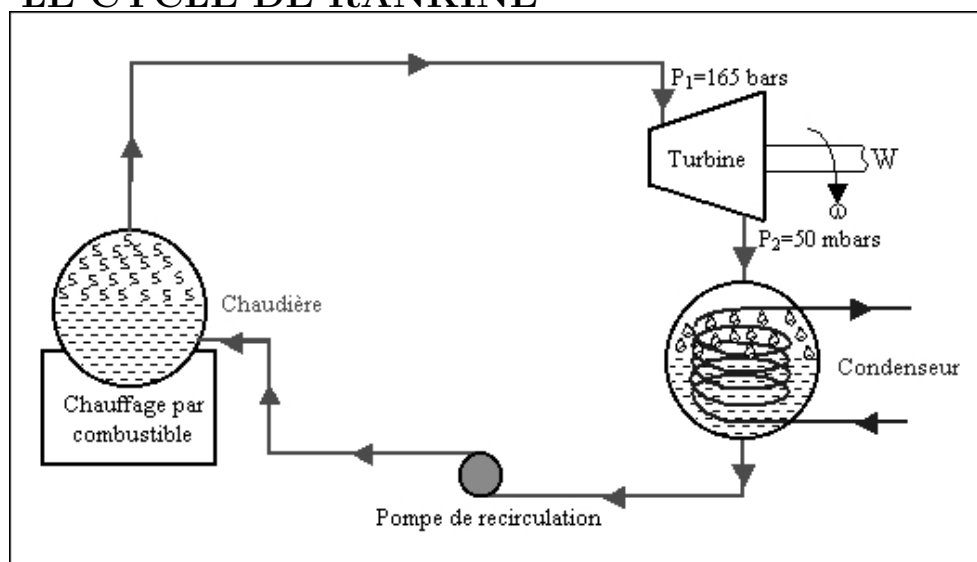 LE CYCLE DE RANKINE
P1=165 bars
Turbine
W
ω
P2=50 mbars
Chaudière
Condenseur
Chauffage par
combustible
Pompe de recirculation